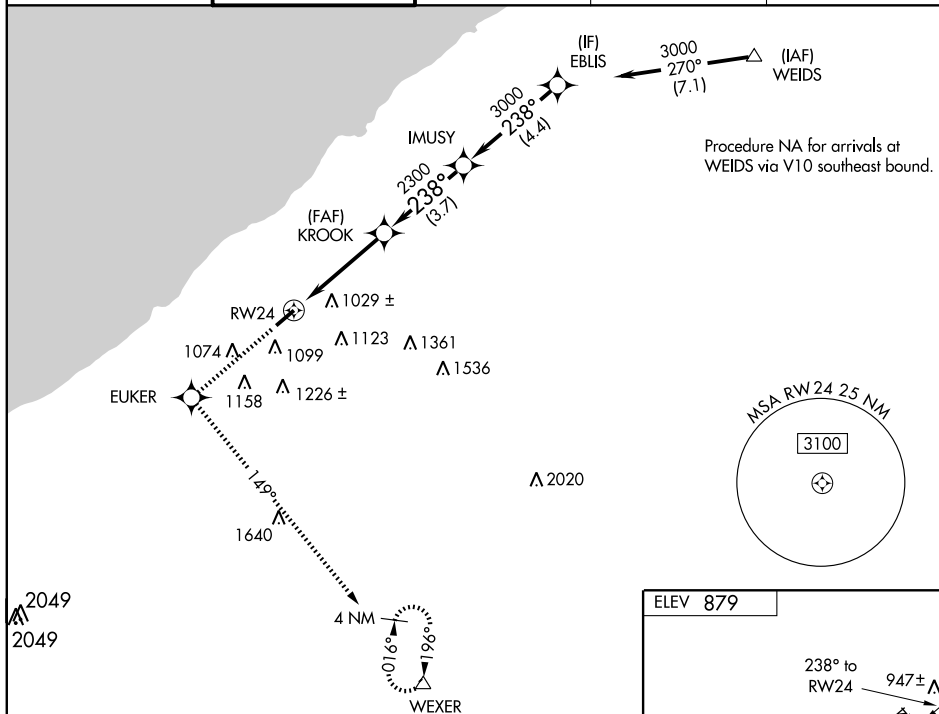 (IF)
EBLIS
3000
270°
(7.1)
(IAF)
WEIDS
3000
238°
(4.4)
Procedure NA for arrivals at
WEIDS via V10 southeast bound.
IMUSY
2300
238°
(3.7)
(FAF)
KROOK
RW24
1029 ±
1074
1099
1123
1361
1536
EUKER
1158
1226 ±
MSA RW24 25 NM
3100
149°
2020
1640
2049
2049
4 NM
016°
196°
WEXER
ELEV 879
238° to
RW24
947±